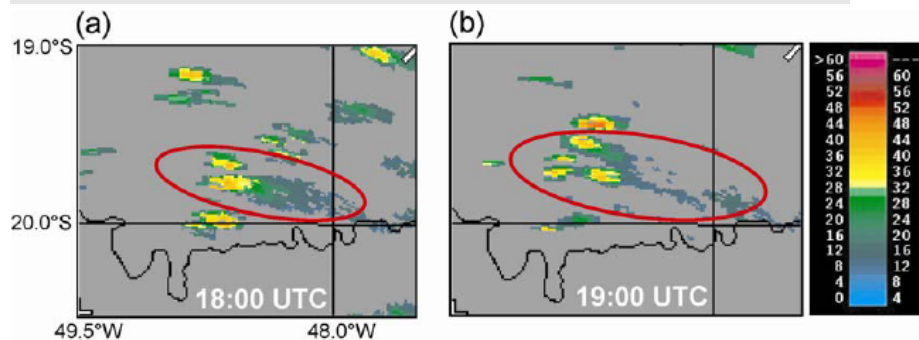 (a)
(b)
19.0°S
20.0°S
18:00 UTC
19:00 UTC
49.5°W
48.0°W
>60 ----
56 60
52 56
48 52
44 48
40 44
36 40
32 36
28 32
24 28
20 24
16 20
12 16
8 12
4 8
0 4